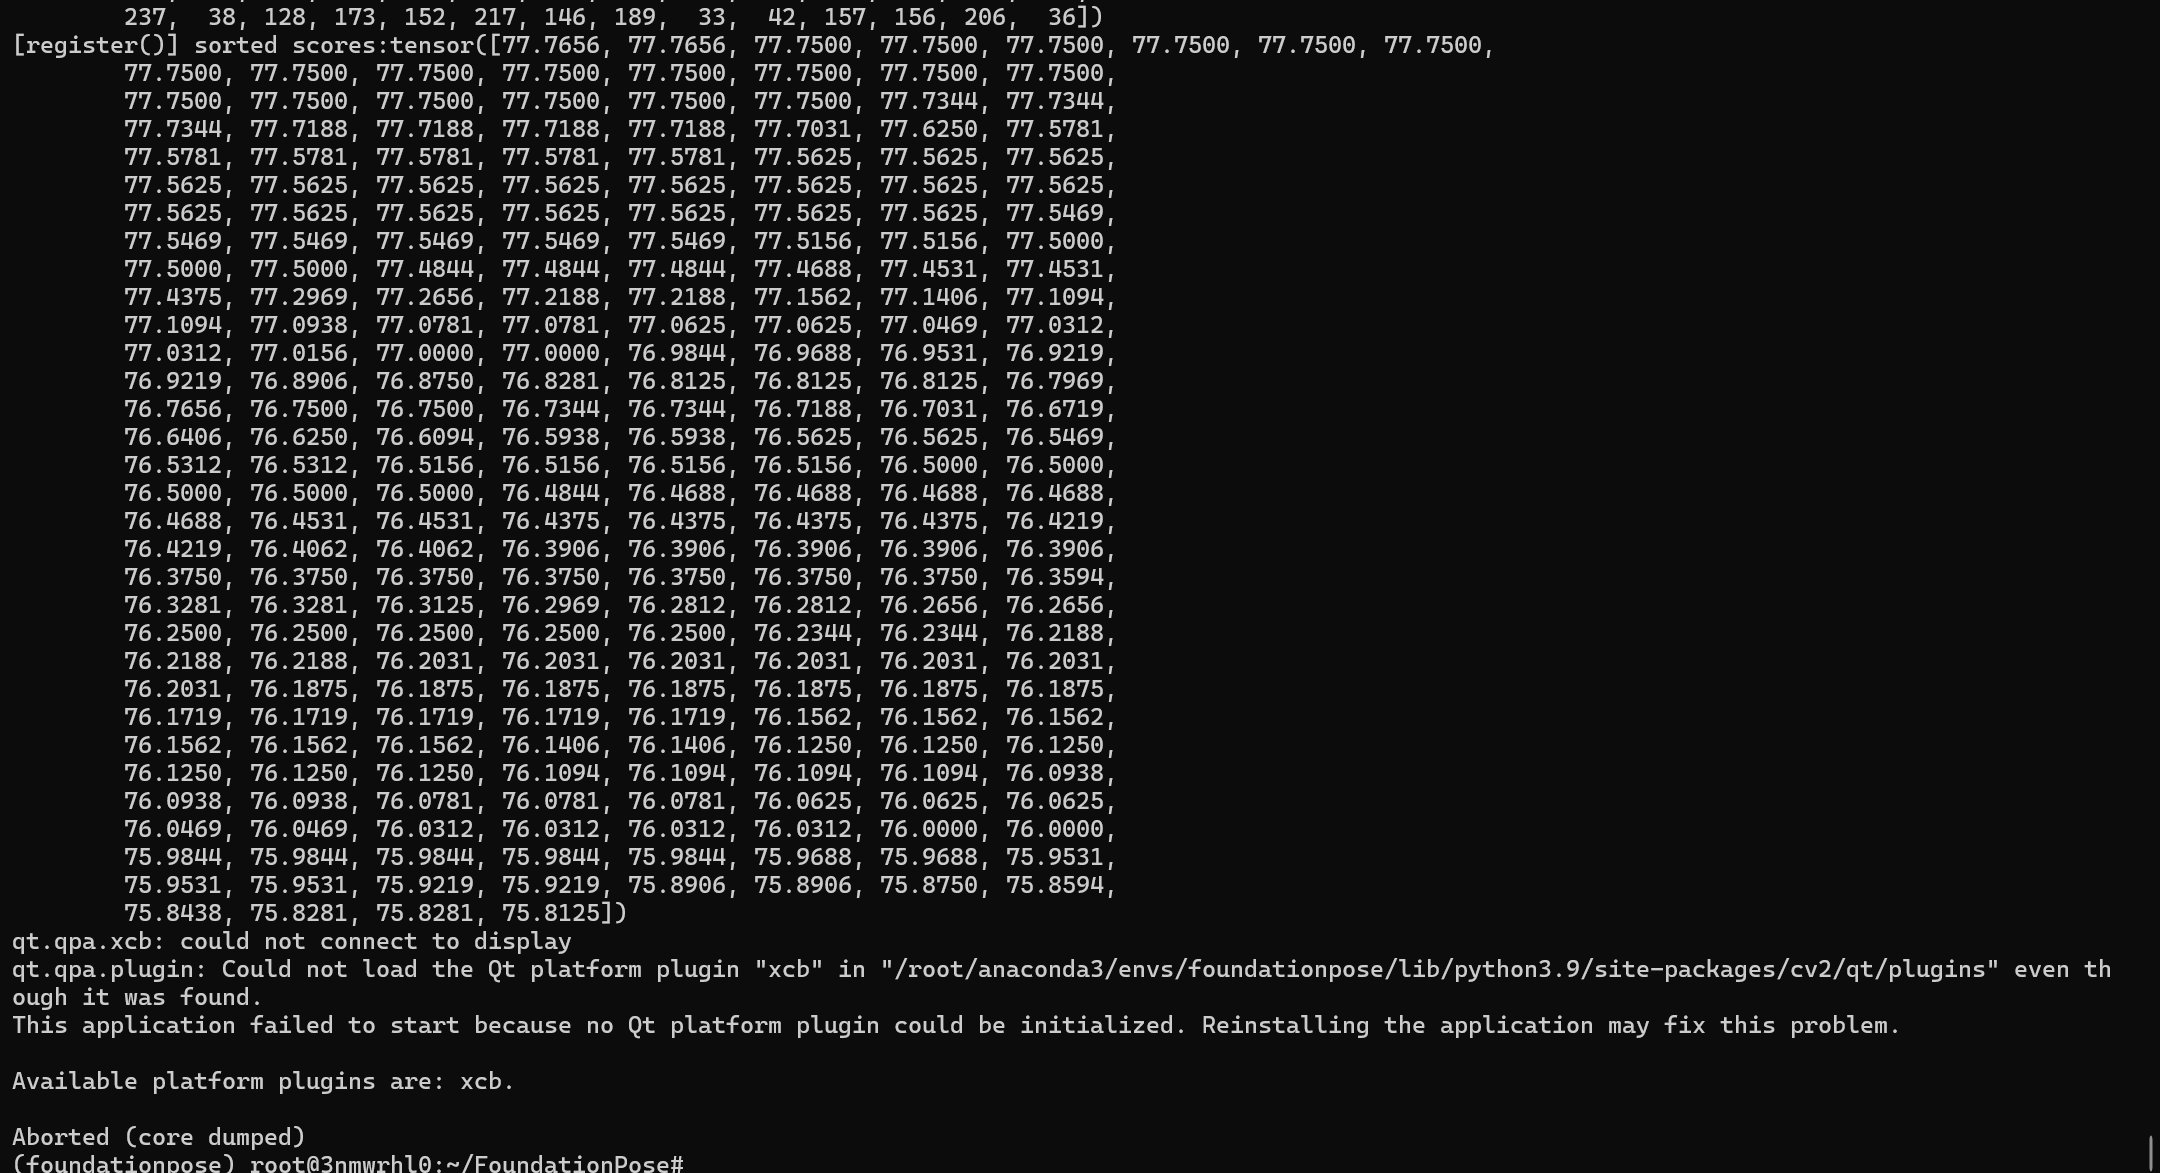 237,  38, 128, 173, 152, 217, 146, 189,  33,  42, 157, 156, 206,  36])
[register()] sorted scores:tensor([77.7656, 77.7656, 77.7500, 77.7500, 77.7500, 77.7500, 77.7500, 77.7500,
77.7500, 77.7500, 77.7500, 77.7500, 77.7500, 77.7500, 77.7500, 77.7500,
77.7500, 77.7500, 77.7500, 77.7500, 77.7500, 77.7500, 77.7344, 77.7344,
77.7344, 77.7188, 77.7188, 77.7188, 77.7188, 77.7031, 77.6250, 77.5781,
77.5781, 77.5781, 77.5781, 77.5781, 77.5781, 77.5625, 77.5625, 77.5625,
77.5625, 77.5625, 77.5625, 77.5625, 77.5625, 77.5625, 77.5625, 77.5625,
77.5625, 77.5625, 77.5625, 77.5625, 77.5625, 77.5625, 77.5625, 77.5469,
77.5469, 77.5469, 77.5469, 77.5469, 77.5469, 77.5156, 77.5156, 77.5000,
77.5000, 77.5000, 77.4844, 77.4844, 77.4844, 77.4688, 77.4531, 77.4531,
77.4375, 77.2969, 77.2656, 77.2188, 77.2188, 77.1562, 77.1406, 77.1094,
77.1094, 77.0938, 77.0781, 77.0781, 77.0625, 77.0625, 77.0469, 77.0312,
77.0312, 77.0156, 77.0000, 77.0000, 76.9844, 76.9688, 76.9531, 76.9219,
76.9219, 76.8906, 76.8750, 76.8281, 76.8125, 76.8125, 76.8125, 76.7969,
76.7656, 76.7500, 76.7500, 76.7344, 76.7344, 76.7188, 76.7031, 76.6719,
76.6406, 76.6250, 76.6094, 76.5938, 76.5938, 76.5625, 76.5625, 76.5469,
76.5312, 76.5312, 76.5156, 76.5156, 76.5156, 76.5156, 76.5000, 76.5000,
76.5000, 76.5000, 76.5000, 76.4844, 76.4688, 76.4688, 76.4688, 76.4688,
76.4688, 76.4531, 76.4531, 76.4375, 76.4375, 76.4375, 76.4375, 76.4219,
76.4219, 76.4062, 76.4062, 76.3906, 76.3906, 76.3906, 76.3906, 76.3906,
76.3750, 76.3750, 76.3750, 76.3750, 76.3750, 76.3750, 76.3750, 76.3594,
76.3281, 76.3281, 76.3125, 76.2969, 76.2812, 76.2812, 76.2656, 76.2656,
76.2500, 76.2500, 76.2500, 76.2500, 76.2500, 76.2344, 76.2344, 76.2188,
76.2188, 76.2188, 76.2031, 76.2031, 76.2031, 76.2031, 76.2031, 76.2031,
76.2031, 76.1875, 76.1875, 76.1875, 76.1875, 76.1875, 76.1875, 76.1875,
76.1719, 76.1719, 76.1719, 76.1719, 76.1719, 76.1562, 76.1562, 76.1562,
76.1562, 76.1562, 76.1562, 76.1406, 76.1406, 76.1250, 76.1250, 76.1250,
76.1250, 76.1250, 76.1250, 76.1094, 76.1094, 76.1094, 76.1094, 76.0938,
76.0938, 76.0938, 76.0781, 76.0781, 76.0781, 76.0625, 76.0625, 76.0625,
76.0469, 76.0469, 76.0312, 76.0312, 76.0312, 76.0312, 76.0000, 76.0000,
75.9844, 75.9844, 75.9844, 75.9844, 75.9844, 75.9688, 75.9688, 75.9531,
75.9531, 75.9531, 75.9219, 75.9219, 75.8906, 75.8906, 75.8750, 75.8594,
75.8438, 75.8281, 75.8281, 75.8125])
qt.qpa.xcb: could not connect to display
qt.qpa.plugin: Could not load the Qt platform plugin "xcb" in "/root/anaconda3/envs/foundationpose/lib/python3.9/site-packages/cv2/qt/plugins" even th
ough it was found.
This application failed to start because no Qt platform plugin could be initialized. Reinstalling the application may fix this problem.
Available platform plugins are: xcb.
Aborted (core dumped)
(foundationpose) root@3nmwrhl0:~/FoundationPose#